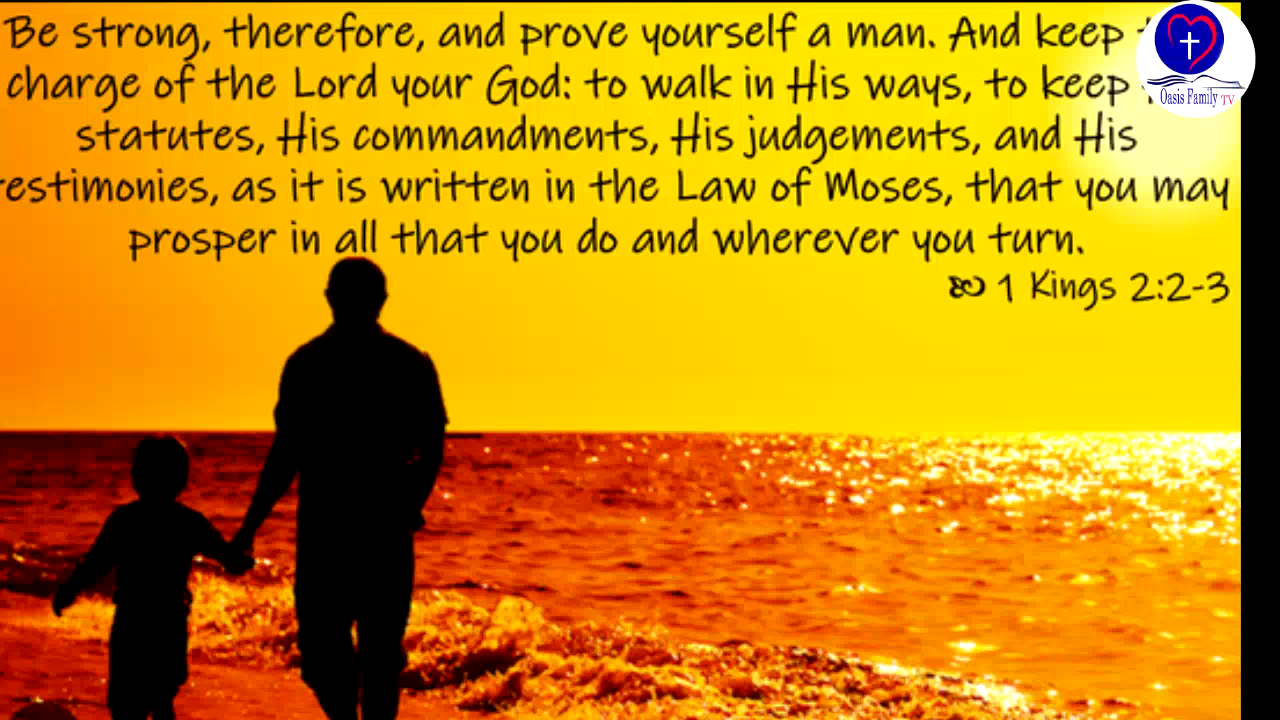 Be strong, therefore, and prove yourself a man. And keep
charge of the Lord your God: to walk in His ways, to keep
statutes, His commandments, His judgements, and His
estimonies, as it is written in the Law of Moses, that you may
prosper in all that you do and wherever you turn.
1 Kings 2:2-3
Oasis Family TV